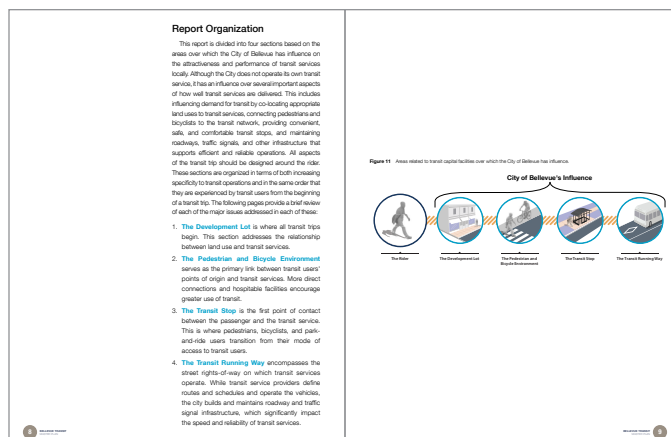 Report Organization
This report is divided into four sections based on the
areas over which the City of Bellevue has influence on
the attractiveness and performance of transit services
locally. Although the City does not operate its own transit
service, it has an influence over several important aspects
of how well transit services are delivered. This includes
influencing demand for transit by co-locating appropriate
land uses to transit services, connecting pedestrians and
bicyclists to the transit network, providing convenient,
safe, and comfortable transit stops, and maintaining
roadways, traffic signals, and other infrastructure that
supports efficient and reliable operations. All aspects
of the transit trip should be designed around the rider.
These sections are organized in terms of both increasing
specificity to transit operations and in the same order that
they are experienced by transit users from the beginning
of a transit trip. The following pages provide a brief review
of each of the major issues addressed in each of these:
1. The Development Lot is where all transit trips
begin. This section addresses the relationship
between land use and transit services.
2. The Pedestrian and Bicycle Environment
serves as the primary link between transit users'
points of origin and transit services. More direct
connections and hospitable facilities encourage
greater use of transit.
3. The Transit Stop is the first point of contact
between the passenger and the transit service.
This is where pedestrians, bicyclists, and park-
and-ride users transition from their mode of
access to transit users.
4. The Transit Running Way encompasses the
street rights-of-way on which transit services
operate. While transit service providers define
routes and schedules and operate the vehicles,
the city builds and maintains roadway and traffic
signal infrastructure, which significantly impact
the speed and reliability of transit services.
8
BELLEVUE TRANSIT
Figure 11 Areas related to transit capital facilities over which the City of Bellevue has influence.
City of Bellevue's Influence
The Rider
The Development Lot
The Pedestrian and
Bicycle Environment
The Transit Stop
The Transit Running Way
BELLEVUE TRANSIT
9